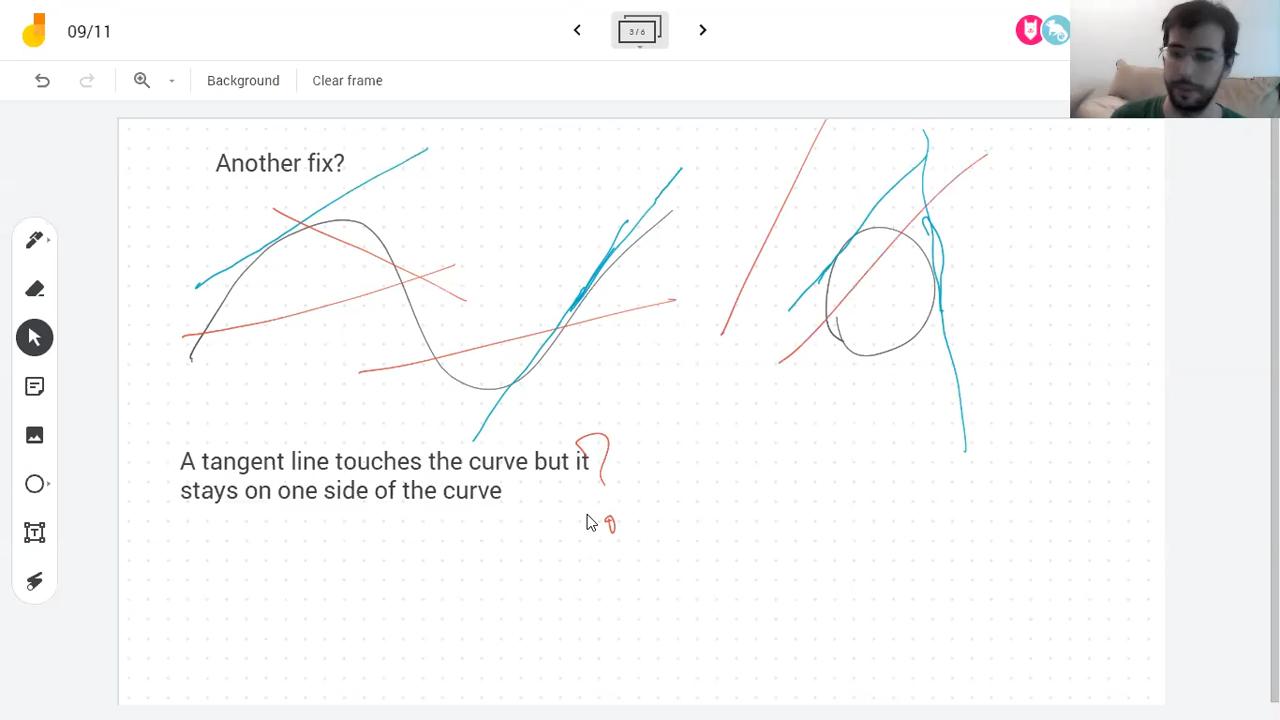 09/11
3 / 6
Background
Clear frame
Another fix?
A tangent line touches the curve but it
stays on one side of the curve
?